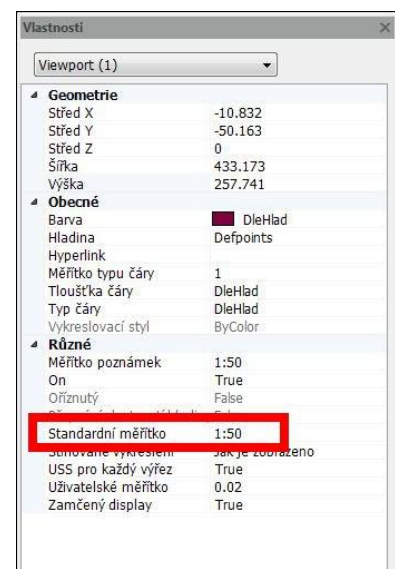 Vlastnosti
Viewport (1)
Geometrie
Střed X -10.832
Střed Y -50.163
Střed Z 0
Šířka 433.173
Výška 257.741
Obecné
Barva DleHlad
Hladina Defpoints
Hyperlink
Měřítko typu čáry 1
Tloušťka čáry DleHlad
Typ čáry DleHlad
Vykreslovací styl ByColor
Různé
Měřítko poznámek 1:50
On True
Oříznutý False
Standardní měřítko 1:50
Stínované vykreslení Jak je zobrazeno
USS pro každý výřez True
Uživatelské měřítko 0.02
Zamčený display True